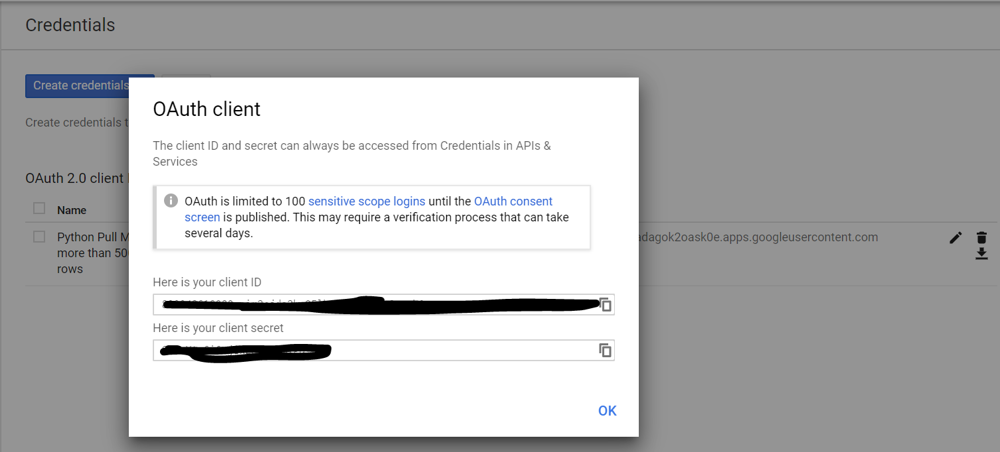 Credentials
Create credentials
Create credentials t
OAuth 2.0 client
Name
Python Pull M
more than 50
rows
adagok2oask0e.apps.googleusercontent.com
OAuth client
The client ID and secret can always be accessed from Credentials in APIs &
Services
OAuth is limited to 100 sensitive scope logins until the OAuth consent
screen is published. This may require a verification process that can take
several days.
Here is your client ID
Here is your client secret
OK